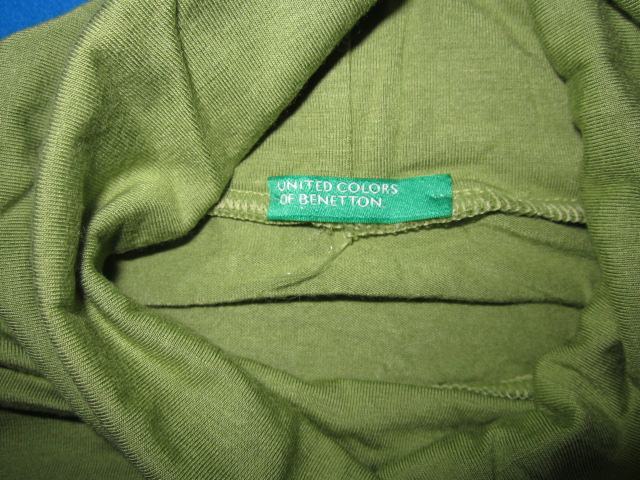 UNITED COLORS
OF BENETTON.